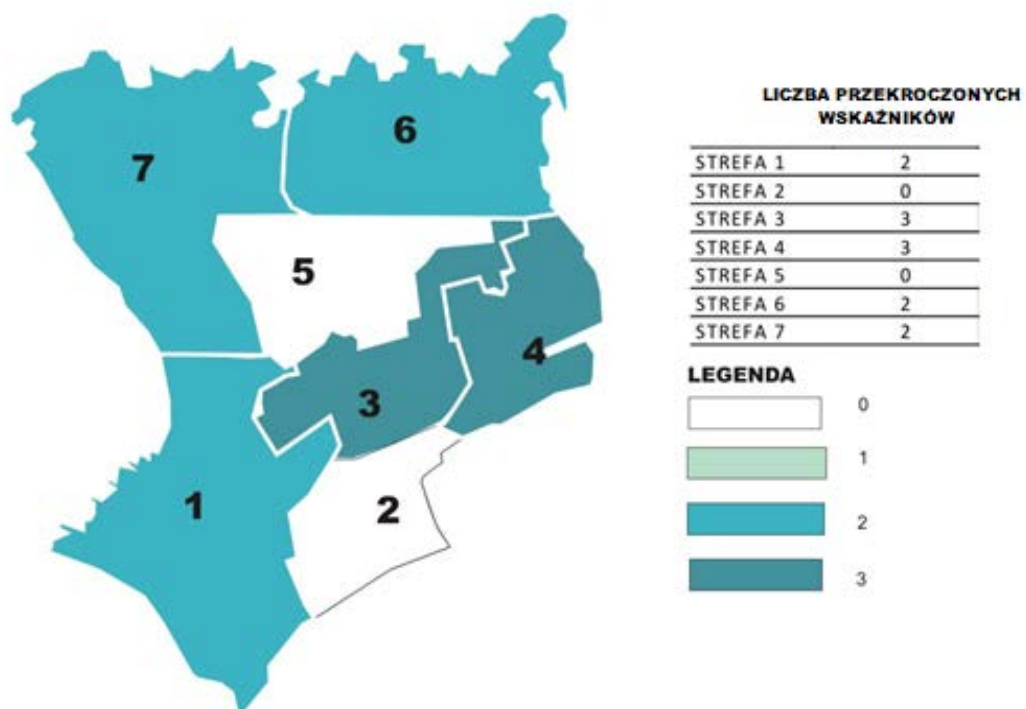 7
6
5
4
3
1
2
LICZBA PRZEKROCZONYCH
WSKAŹNIKÓW
STREFA 1 2
STREFA 2 0
STREFA 3 3
STREFA 4 3
STREFA 5 0
STREFA 6 2
STREFA 7 2
LEGENDA
0
1
2
3